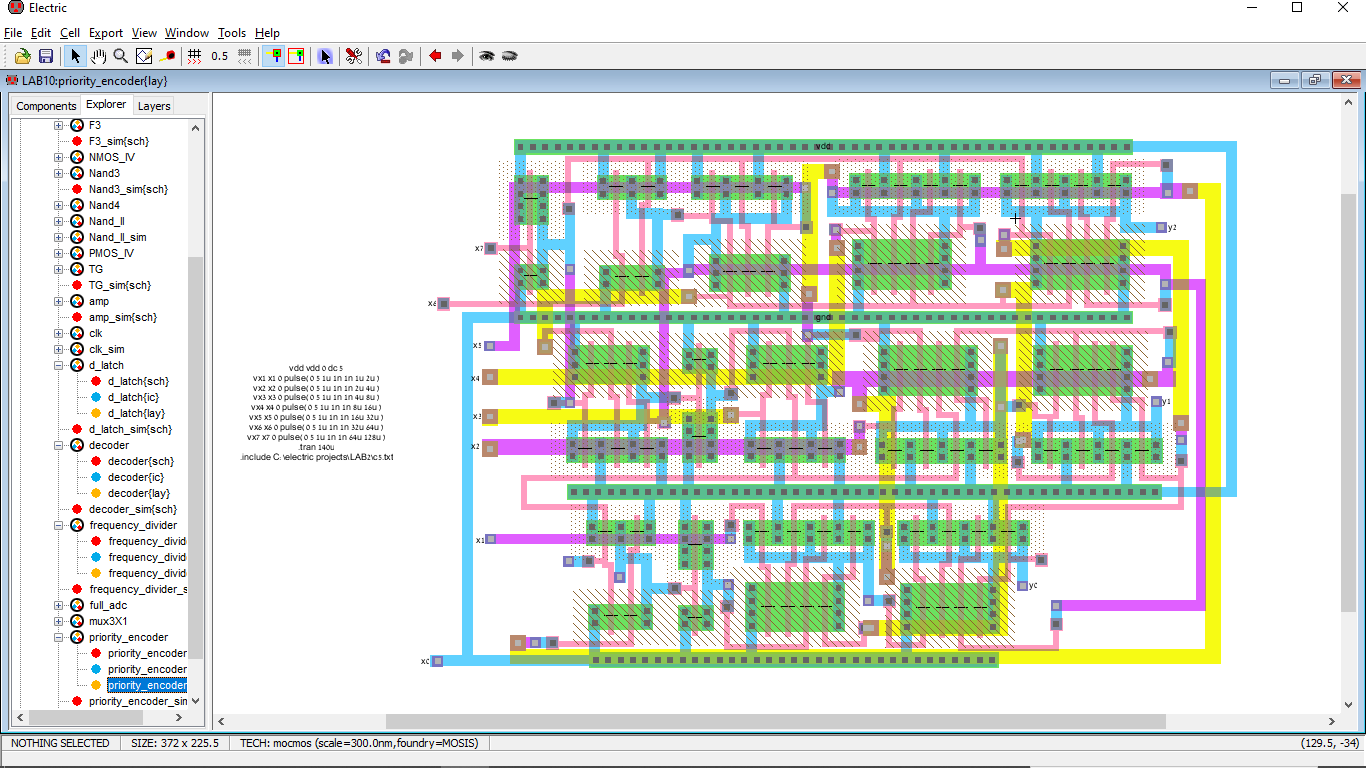 Electric
File Edit Cell Export View Window Tools Help
0.5
LAB10:priority_encoder{lay}
Components Explorer Layers
F3
F3_sim{sch}
NMOS_IV
Nand3
Nand3_sim{sch}
Nand4
Nand_II
Nand_II_sim
PMOS_IV
TG
TG_sim{sch}
amp
amp_sim{sch}
clk
clk_sim
d_latch
d_latch{sch}
d_latch{ic}
d_latch{lay}
d_latch_sim{sch}
decoder
decoder{sch}
decoder{ic}
decoder{lay}
decoder_sim{sch}
frequency_divider
frequency_divid
frequency_divid
frequency_divid
frequency_divider_s
full_adc
mux3X1
priority_encoder
priority_encoder
priority_encoder
priority_encoder
priority_encoder_sim
vdd
x7
y2
x6
gnd
x5
x4
y1
x3
x2
x1
y0
x0
vdd vdd 0 dc 5
vx1 x1 0 pulse( 0 5 1u 1n 1n 1u 2u )
vx2 x2 0 pulse( 0 5 1u 1n 1n 2u 4u )
vx3 x3 0 pulse( 0 5 1u 1n 1n 4u 8u )
vx4 x4 0 pulse( 0 5 1u 1n 1n 8u 16u )
vx5 x5 0 pulse( 0 5 1u 1n 1n 16u 32u )
vx6 x6 0 pulse( 0 5 1u 1n 1n 32u 64u )
vx7 x7 0 pulse( 0 5 1u 1n 1n 64u 128u )
.tran 140u
.include C:\electric projects\LAB2\c5.txt
NOTHING SELECTED SIZE: 372 x 225.5 TECH: mocmos (scale=300.0nm,foundry=MOSIS) (129.5, -34)